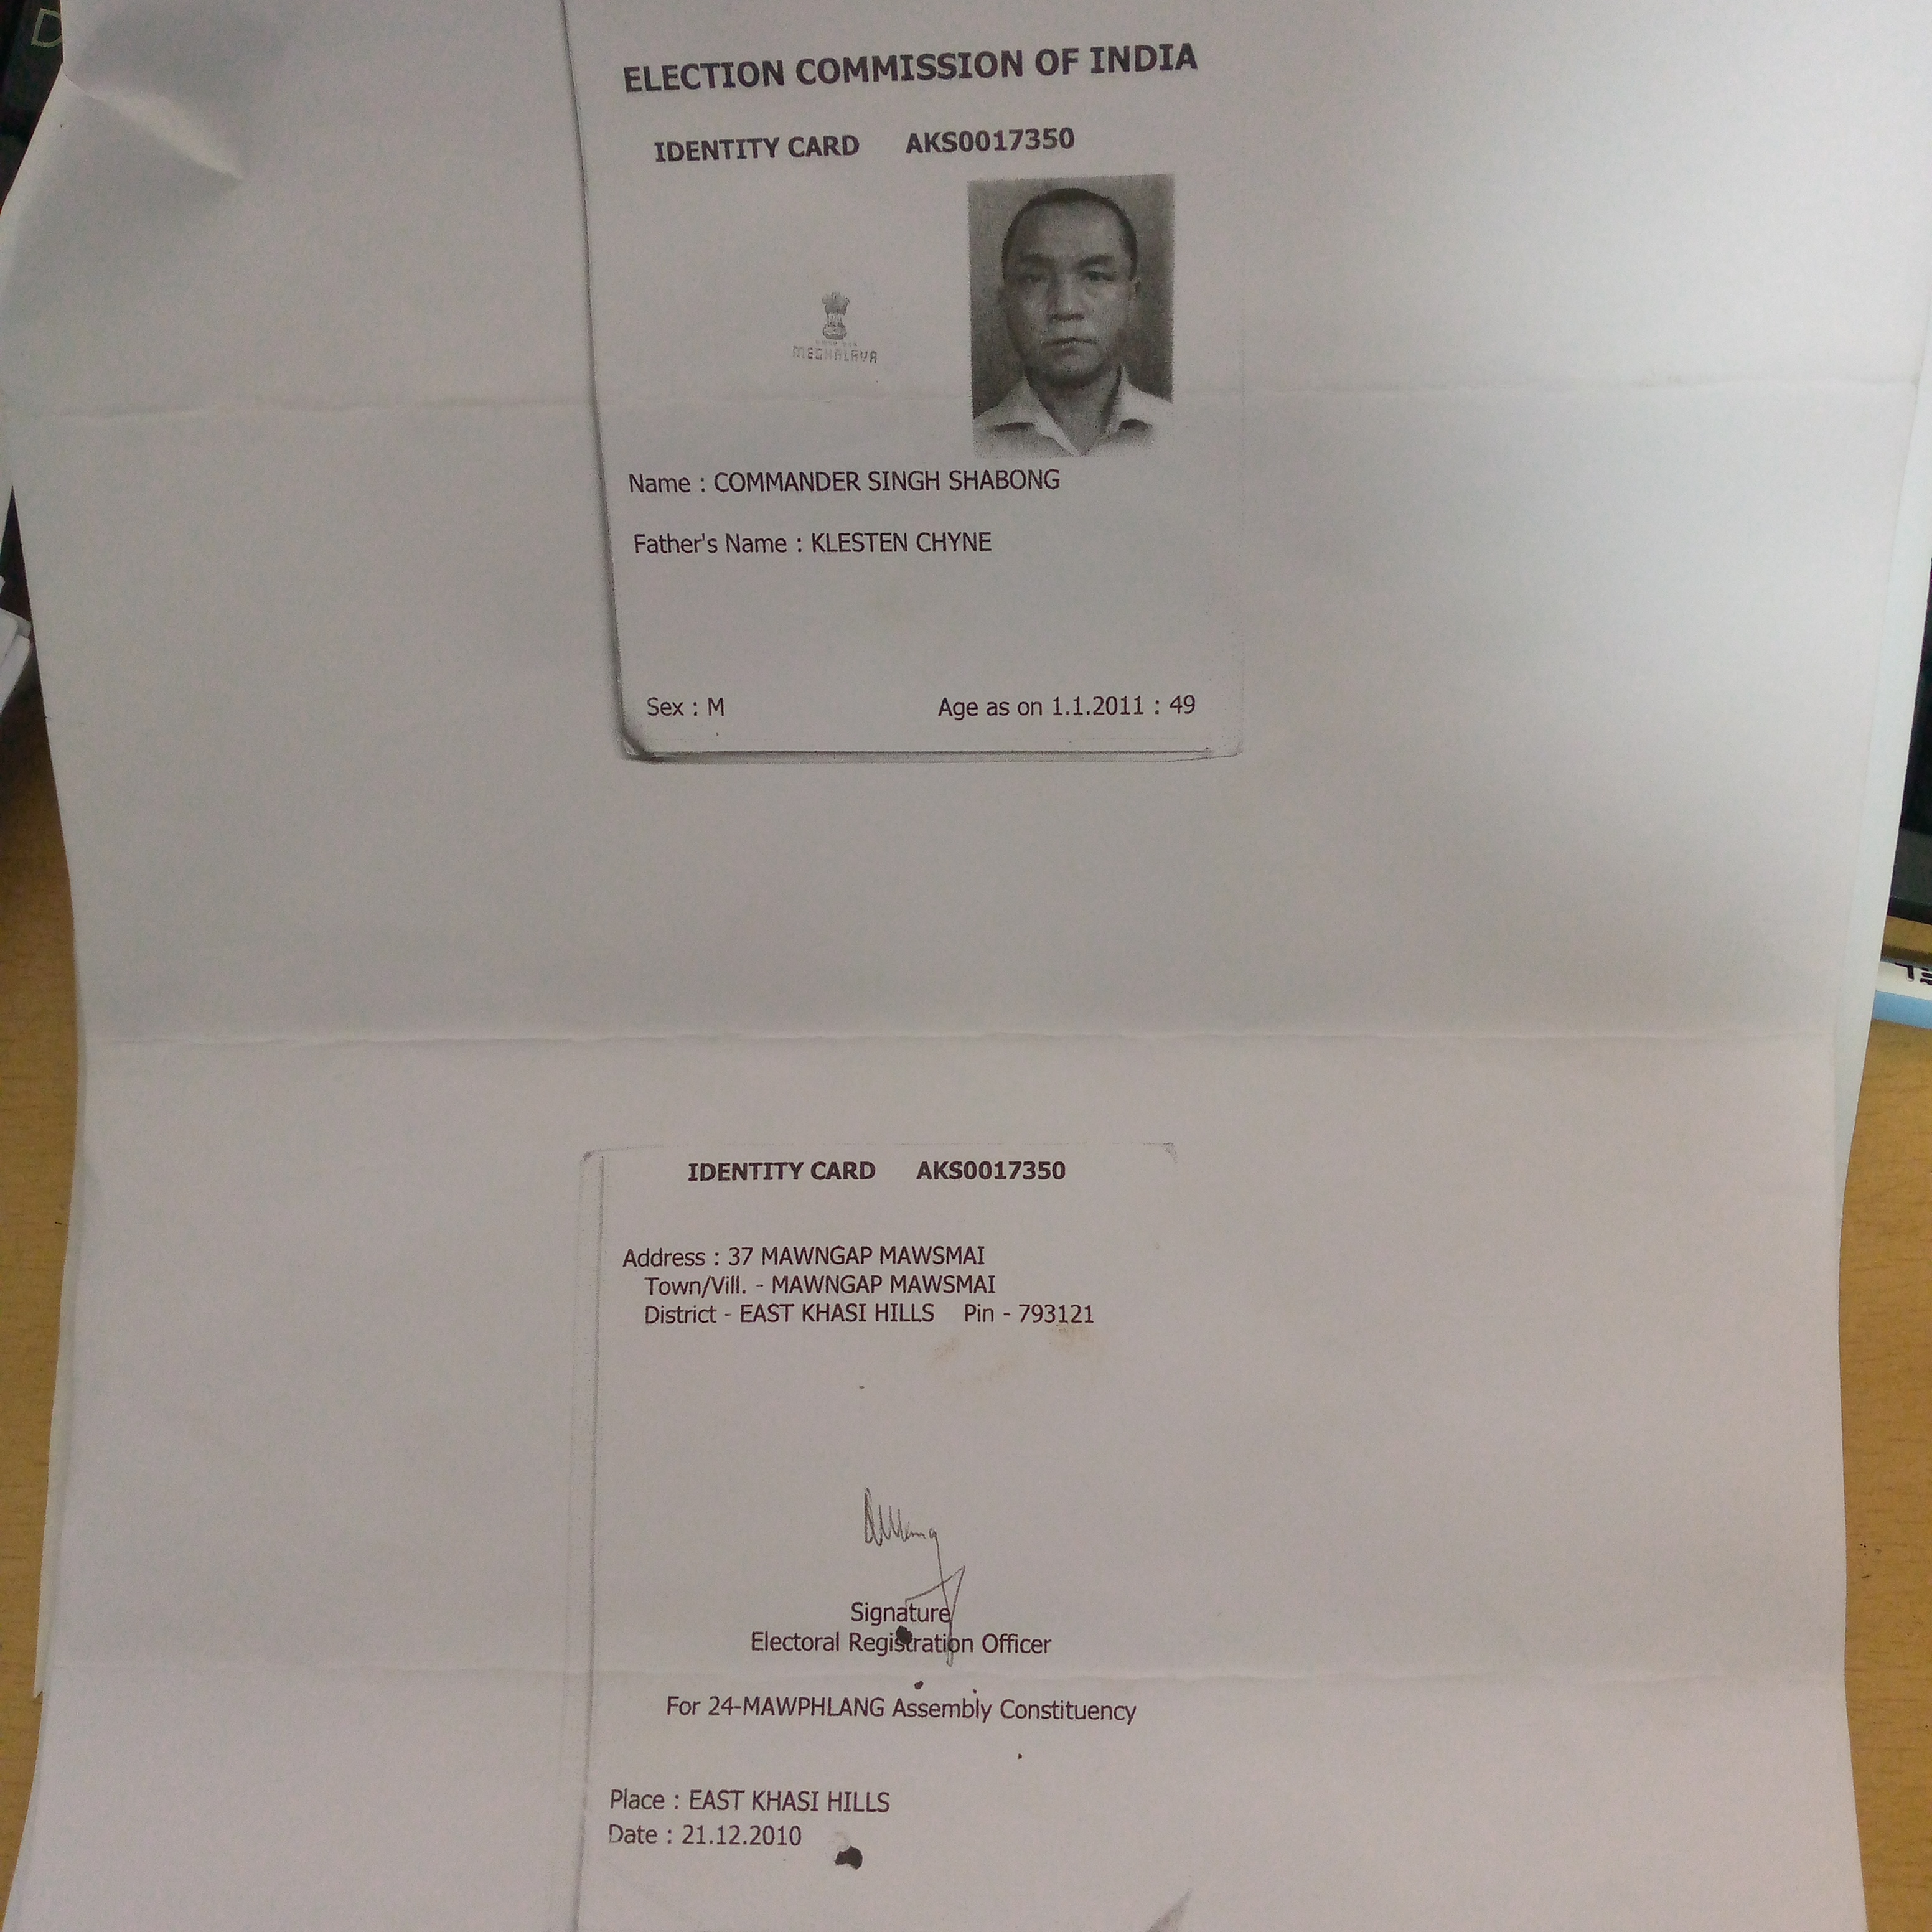 ELECTION COMMISSION OF INDIA
IDENTITY CARD AKS0017350
MEGHALAYA
Name : COMMANDER SINGH SHABONG
Father's Name : KLESTEN CHYNE
Sex : M Age as on 1.1.2011 : 49
IDENTITY CARD AKS0017350
Address : 37 MAWNGAP MAWSMAI
Town/Vill. - MAWNGAP MAWSMAI
District - EAST KHASI HILLS Pin - 793121
Signature
Electoral Registration Officer
For 24-MAWPHLANG Assembly Constituency
Place : EAST KHASI HILLS
Date : 21.12.2010